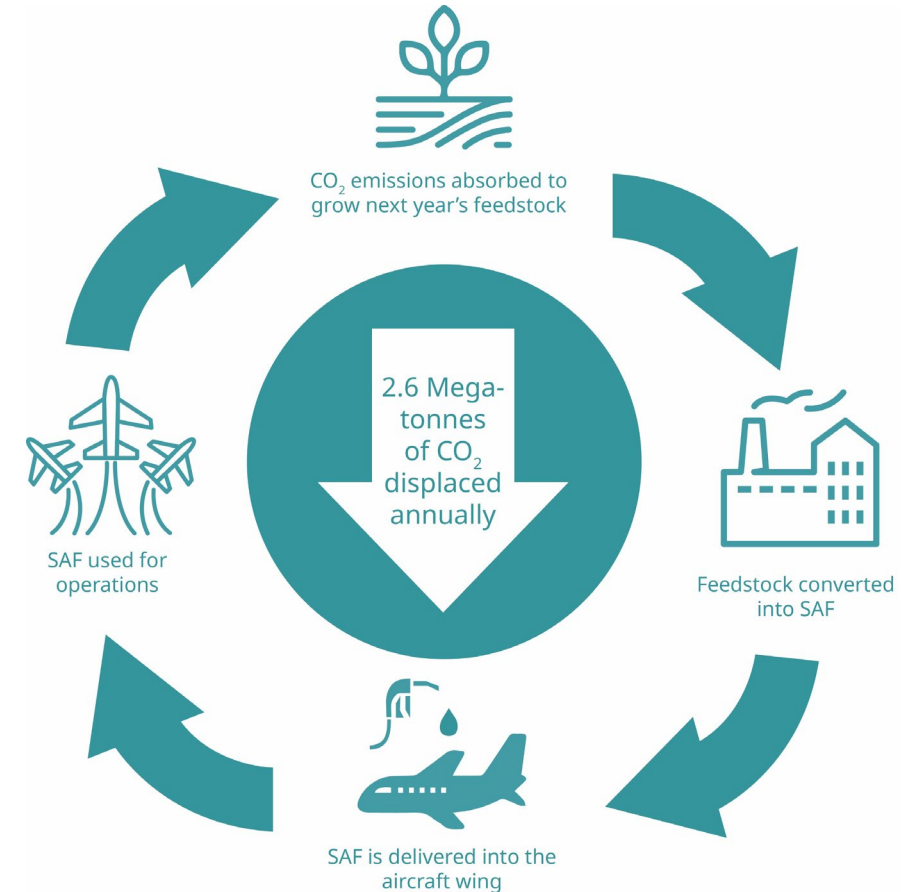 CO₂ emissions absorbed to
grow next year's feedstock
2.6 Mega-
tonnes
of CO₂
displaced
annually
SAF used for
operations
Feedstock converted
into SAF
SAF is delivered into the
aircraft wing